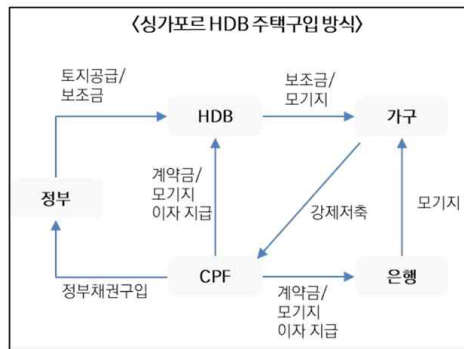 <싱가포르 HDB 주택구입 방식>
토지공급/
보조금
HDB
보조금/
모기지
가구
계약금/
모기지
이자 지급
정부
강제저축
모기지
정부채권구입
CPF
계약금/
모기지
이자 지급
은행